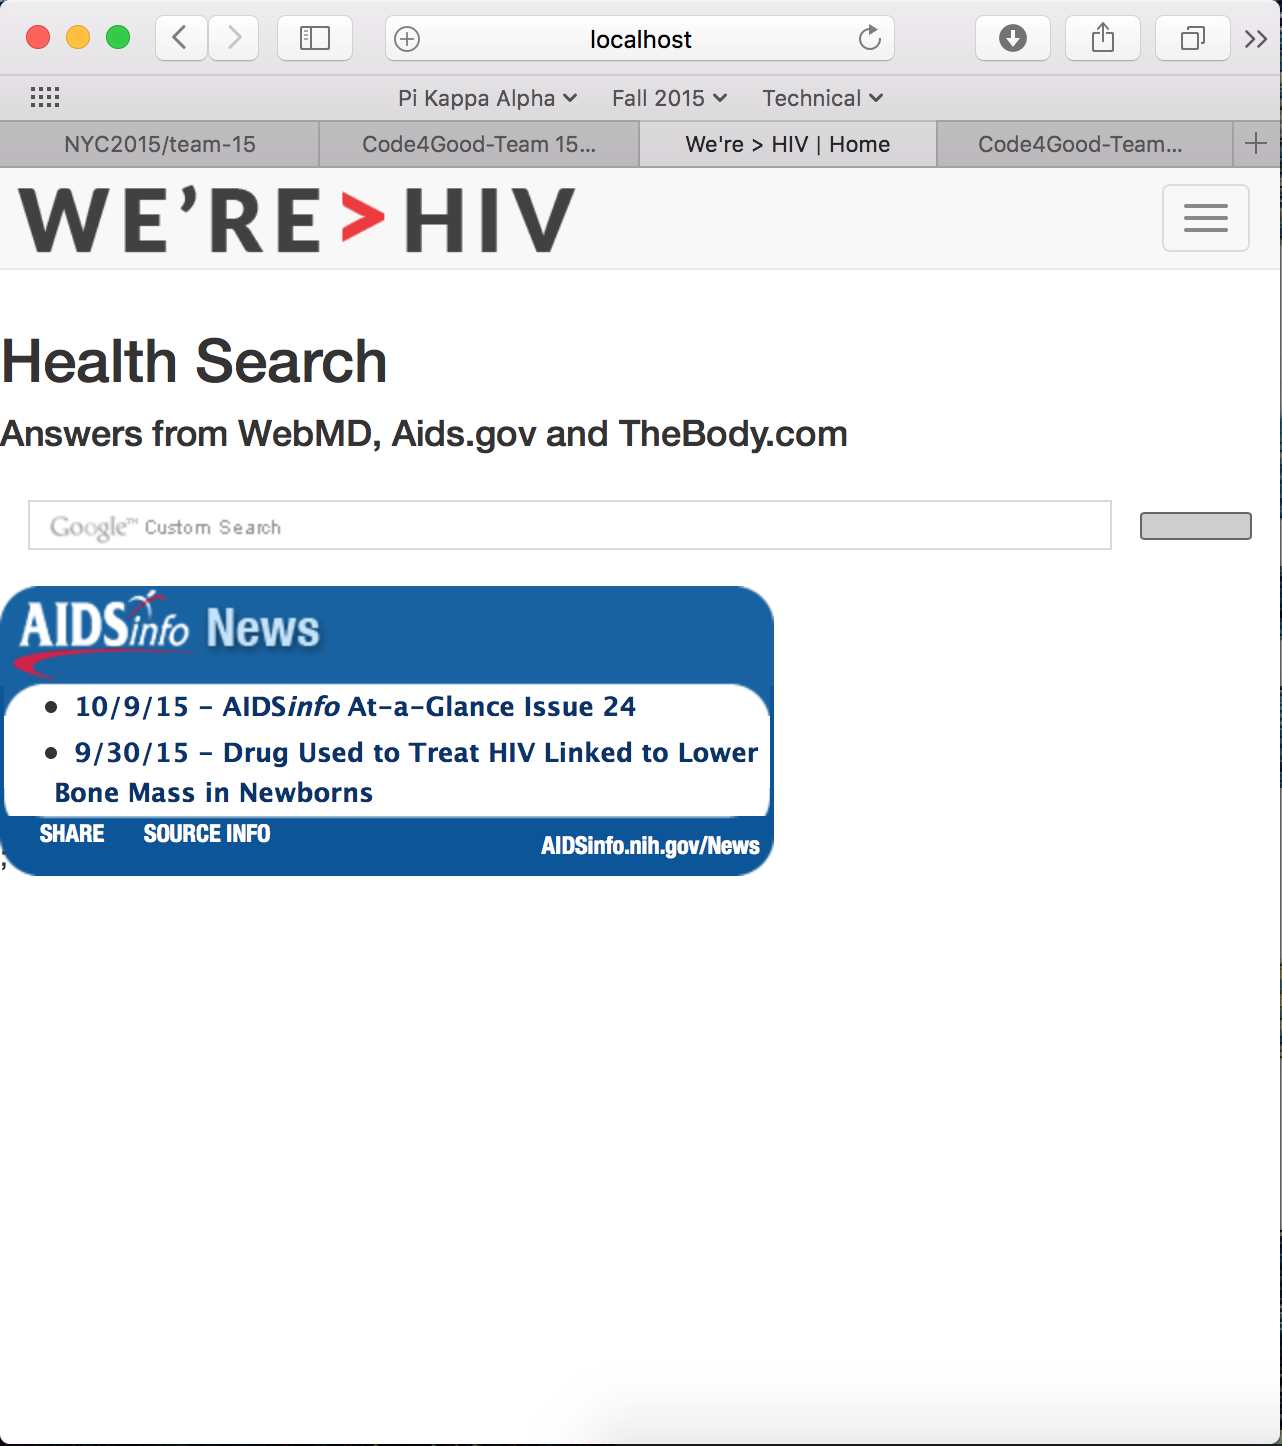 localhost
Pi Kappa Alpha Fall 2015 Technical
NYC2015/team-15 Code4Good-Team 15... We're > HIV | Home Code4Good-Team...
WE'RE>HIV
Health Search
Answers from WebMD, Aids.gov and TheBody.com
Google™ Custom Search
AIDSinfo News
10/9/15 - AIDSinfo At-a-Glance Issue 24
9/30/15 - Drug Used to Treat HIV Linked to Lower
Bone Mass in Newborns
SHARE SOURCE INFO AIDSinfo.nih.gov/News
;